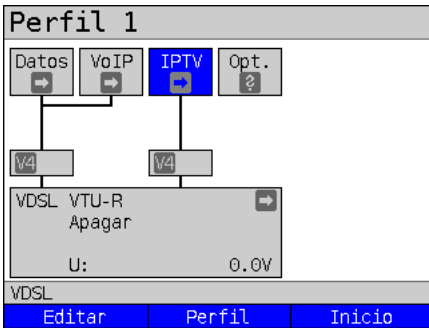 Perfil 1
Datos VoIP IPTV Opt.
V4 V4
VDSL VTU-R
Apagar
U: 0.0V
VDSL
Editar Perfil Inicio